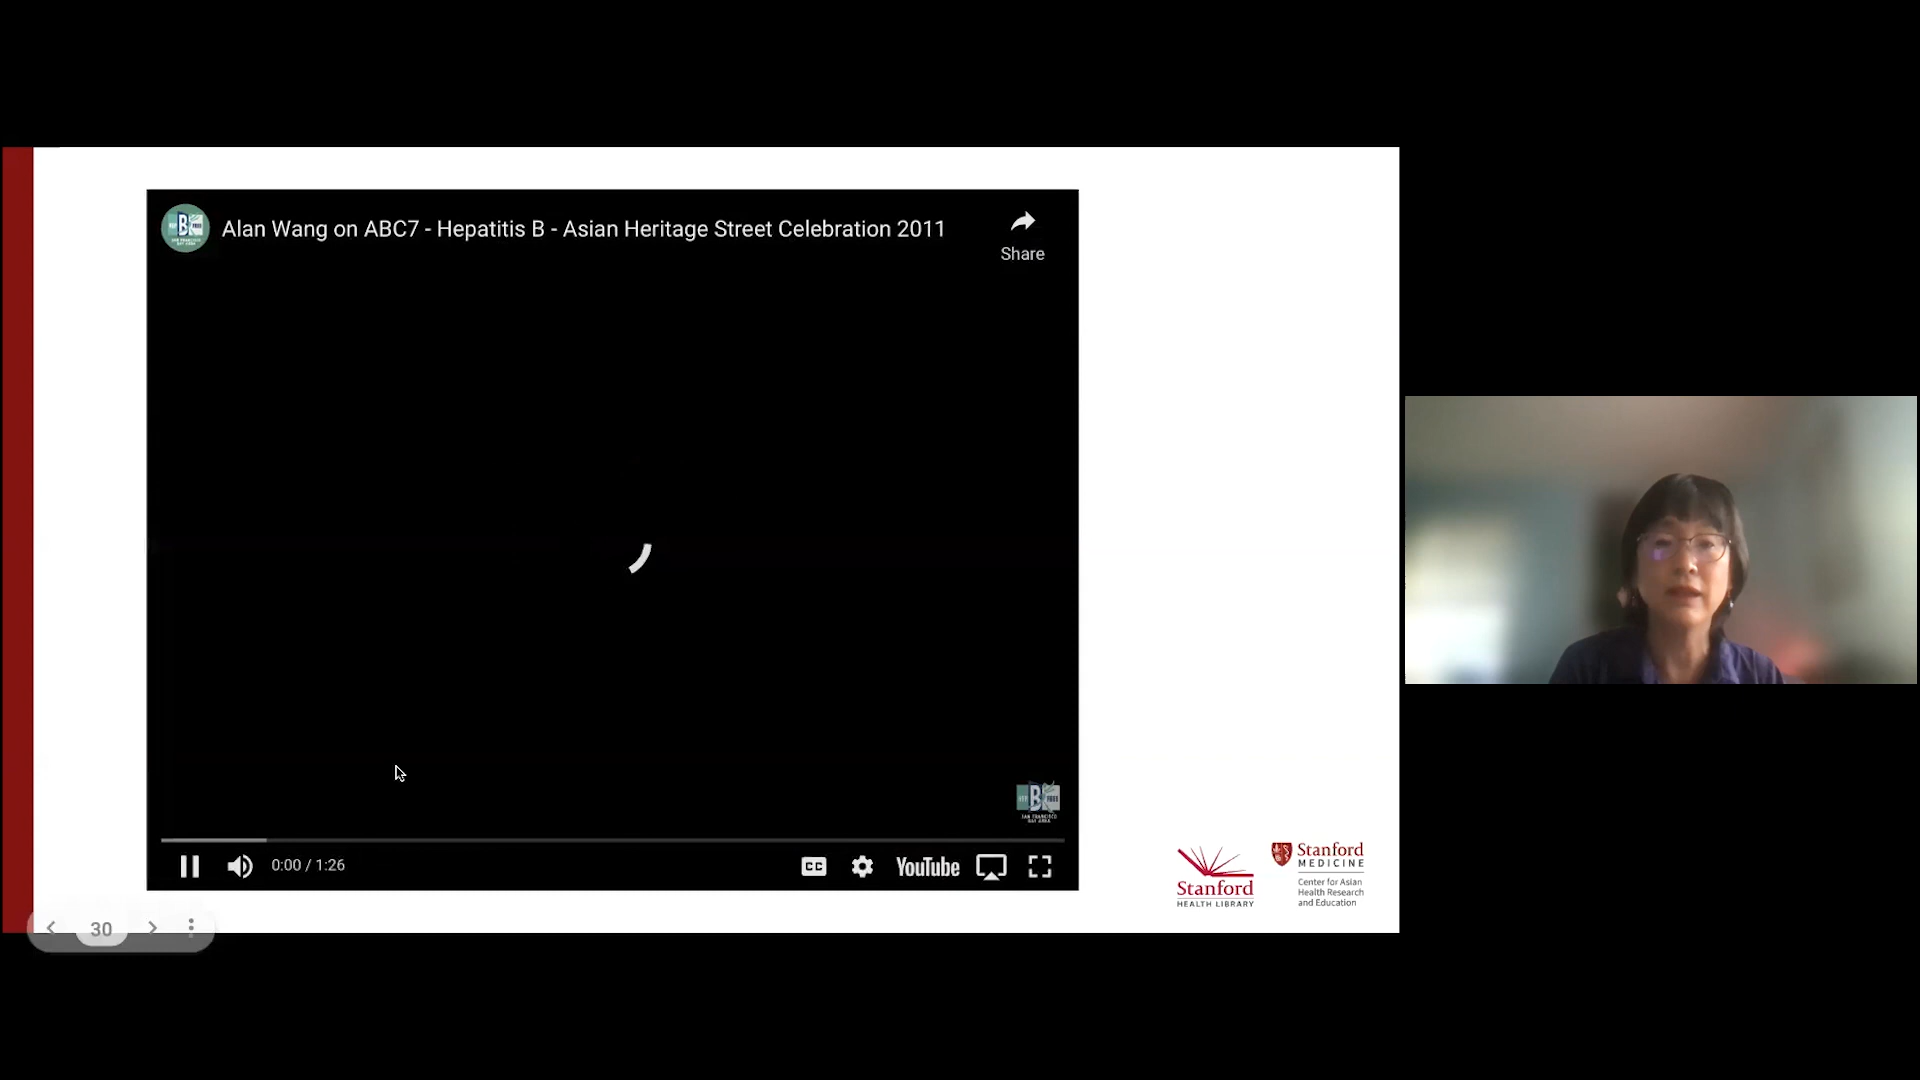 Alan Wang on ABC7 - Hepatitis B - Asian Heritage Street Celebration 2011
Share
0:00 / 1:26
CC
YouTube
Stanford
HEALTH LIBRARY
Stanford
MEDICINE
Center for Asian
Health Research
and Education
30